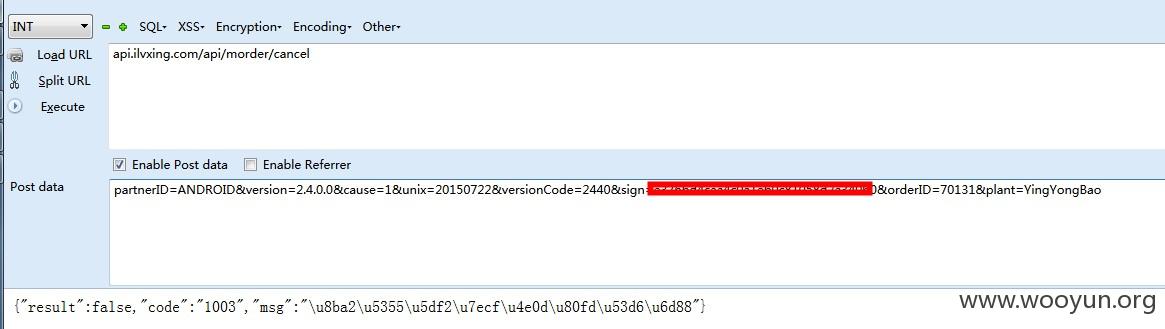 INT SQL▾ XSS▾ Encryption▾ Encoding▾ Other▾
Load URL
api.ilvxing.com/api/morder/cancel
Split URL
Execute
Enable Post data Enable Referrer
Post data
partnerID=ANDROID&version=2.4.0.0&cause=1&unix=20150722&versionCode=2440&sign= 0&orderID=70131&plant=YingYongBao
{"result":false,"code":"1003","msg":"\u8ba2\u5355\u5df2\u7ecf\u4e0d\u80fd\u53d6\u6d88"}
www.wooyun.org